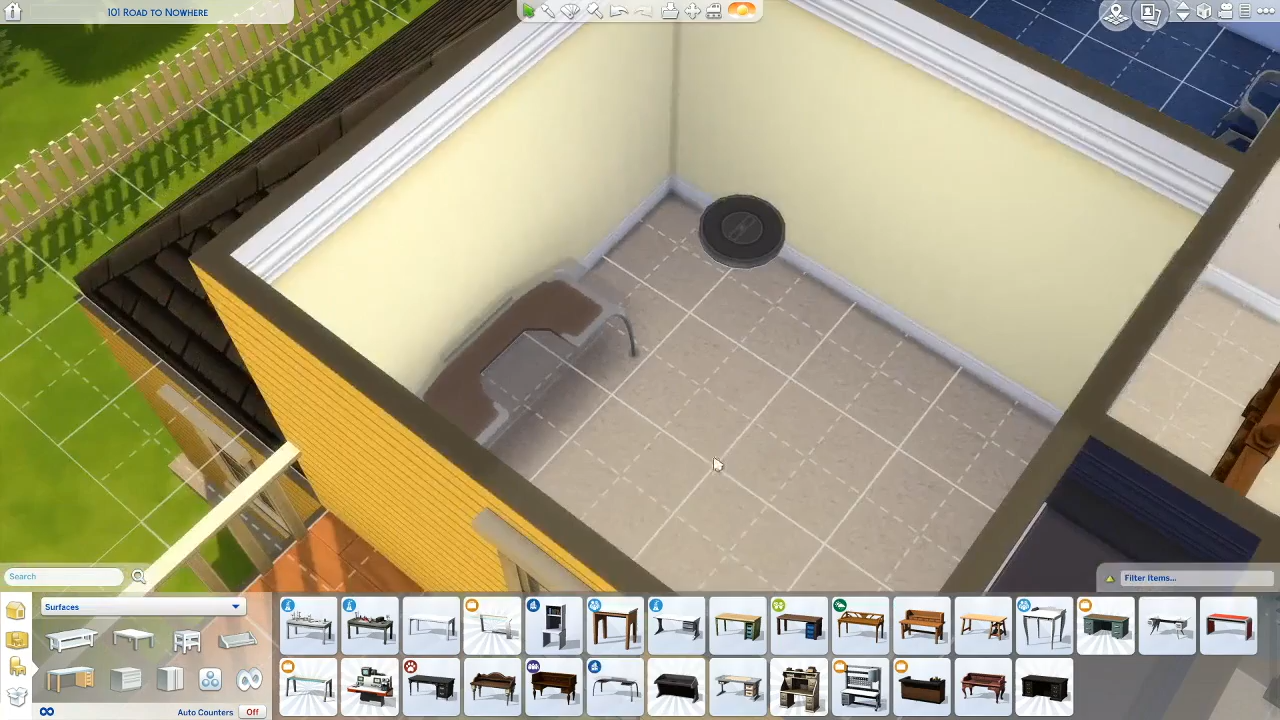 101 Road to Nowhere
Search
Filter Items...
Surfaces
Auto Counters
Off